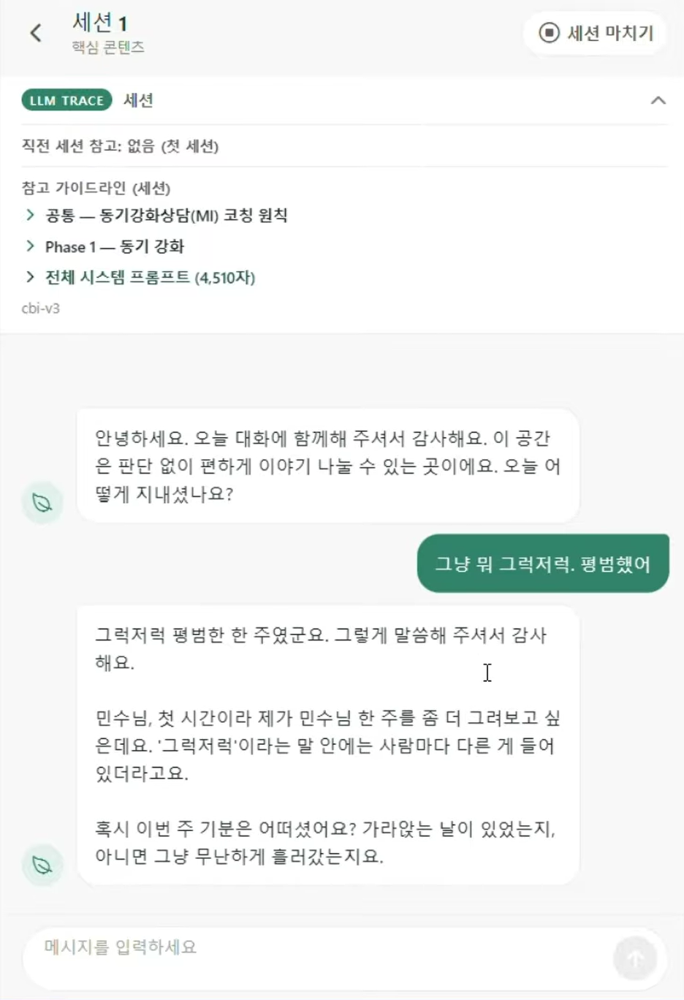 세션 1
핵심 콘텐츠
세션 마치기
LLM TRACE 세션
직전 세션 참고: 없음 (첫 세션)
참고 가이드라인 (세션)
공통 — 동기강화상담(MI) 코칭 원칙
Phase 1 — 동기 강화
전체 시스템 프롬프트 (4,510자)
cbi-v3
안녕하세요. 오늘 대화에 함께해 주셔서 감사해요. 이 공간
은 판단 없이 편하게 이야기 나눌 수 있는 곳이에요. 오늘 어
떻게 지내셨나요?
그냥 뭐 그럭저럭. 평범했어
그럭저럭 평범한 한 주였군요. 그렇게 말씀해 주셔서 감사
해요.
민수님, 첫 시간이라 제가 민수님 한 주를 좀 더 그려보고 싶
은데요. '그럭저럭'이라는 말 안에는 사람마다 다른 게 들어
있더라고요.
혹시 이번 주 기분은 어떠셨어요? 가라앉는 날이 있었는지,
아니면 그냥 무난하게 흘러갔는지요.
메시지를 입력하세요